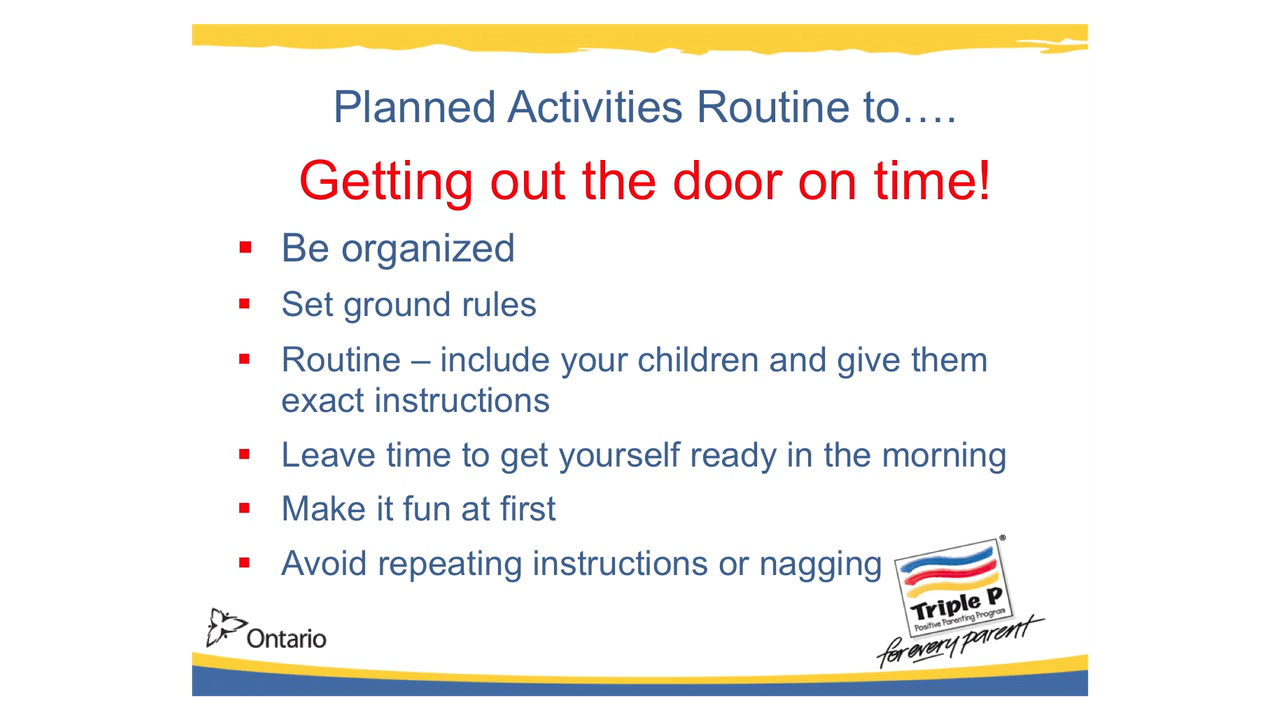 Planned Activities Routine to….
Getting out the door on time!
▪ Be organized
▪ Set ground rules
▪ Routine – include your children and give them
exact instructions
▪ Leave time to get yourself ready in the morning
▪ Make it fun at first
▪ Avoid repeating instructions or nagging
®
Triple P
Positive Parenting Program
for every parent
Ontario